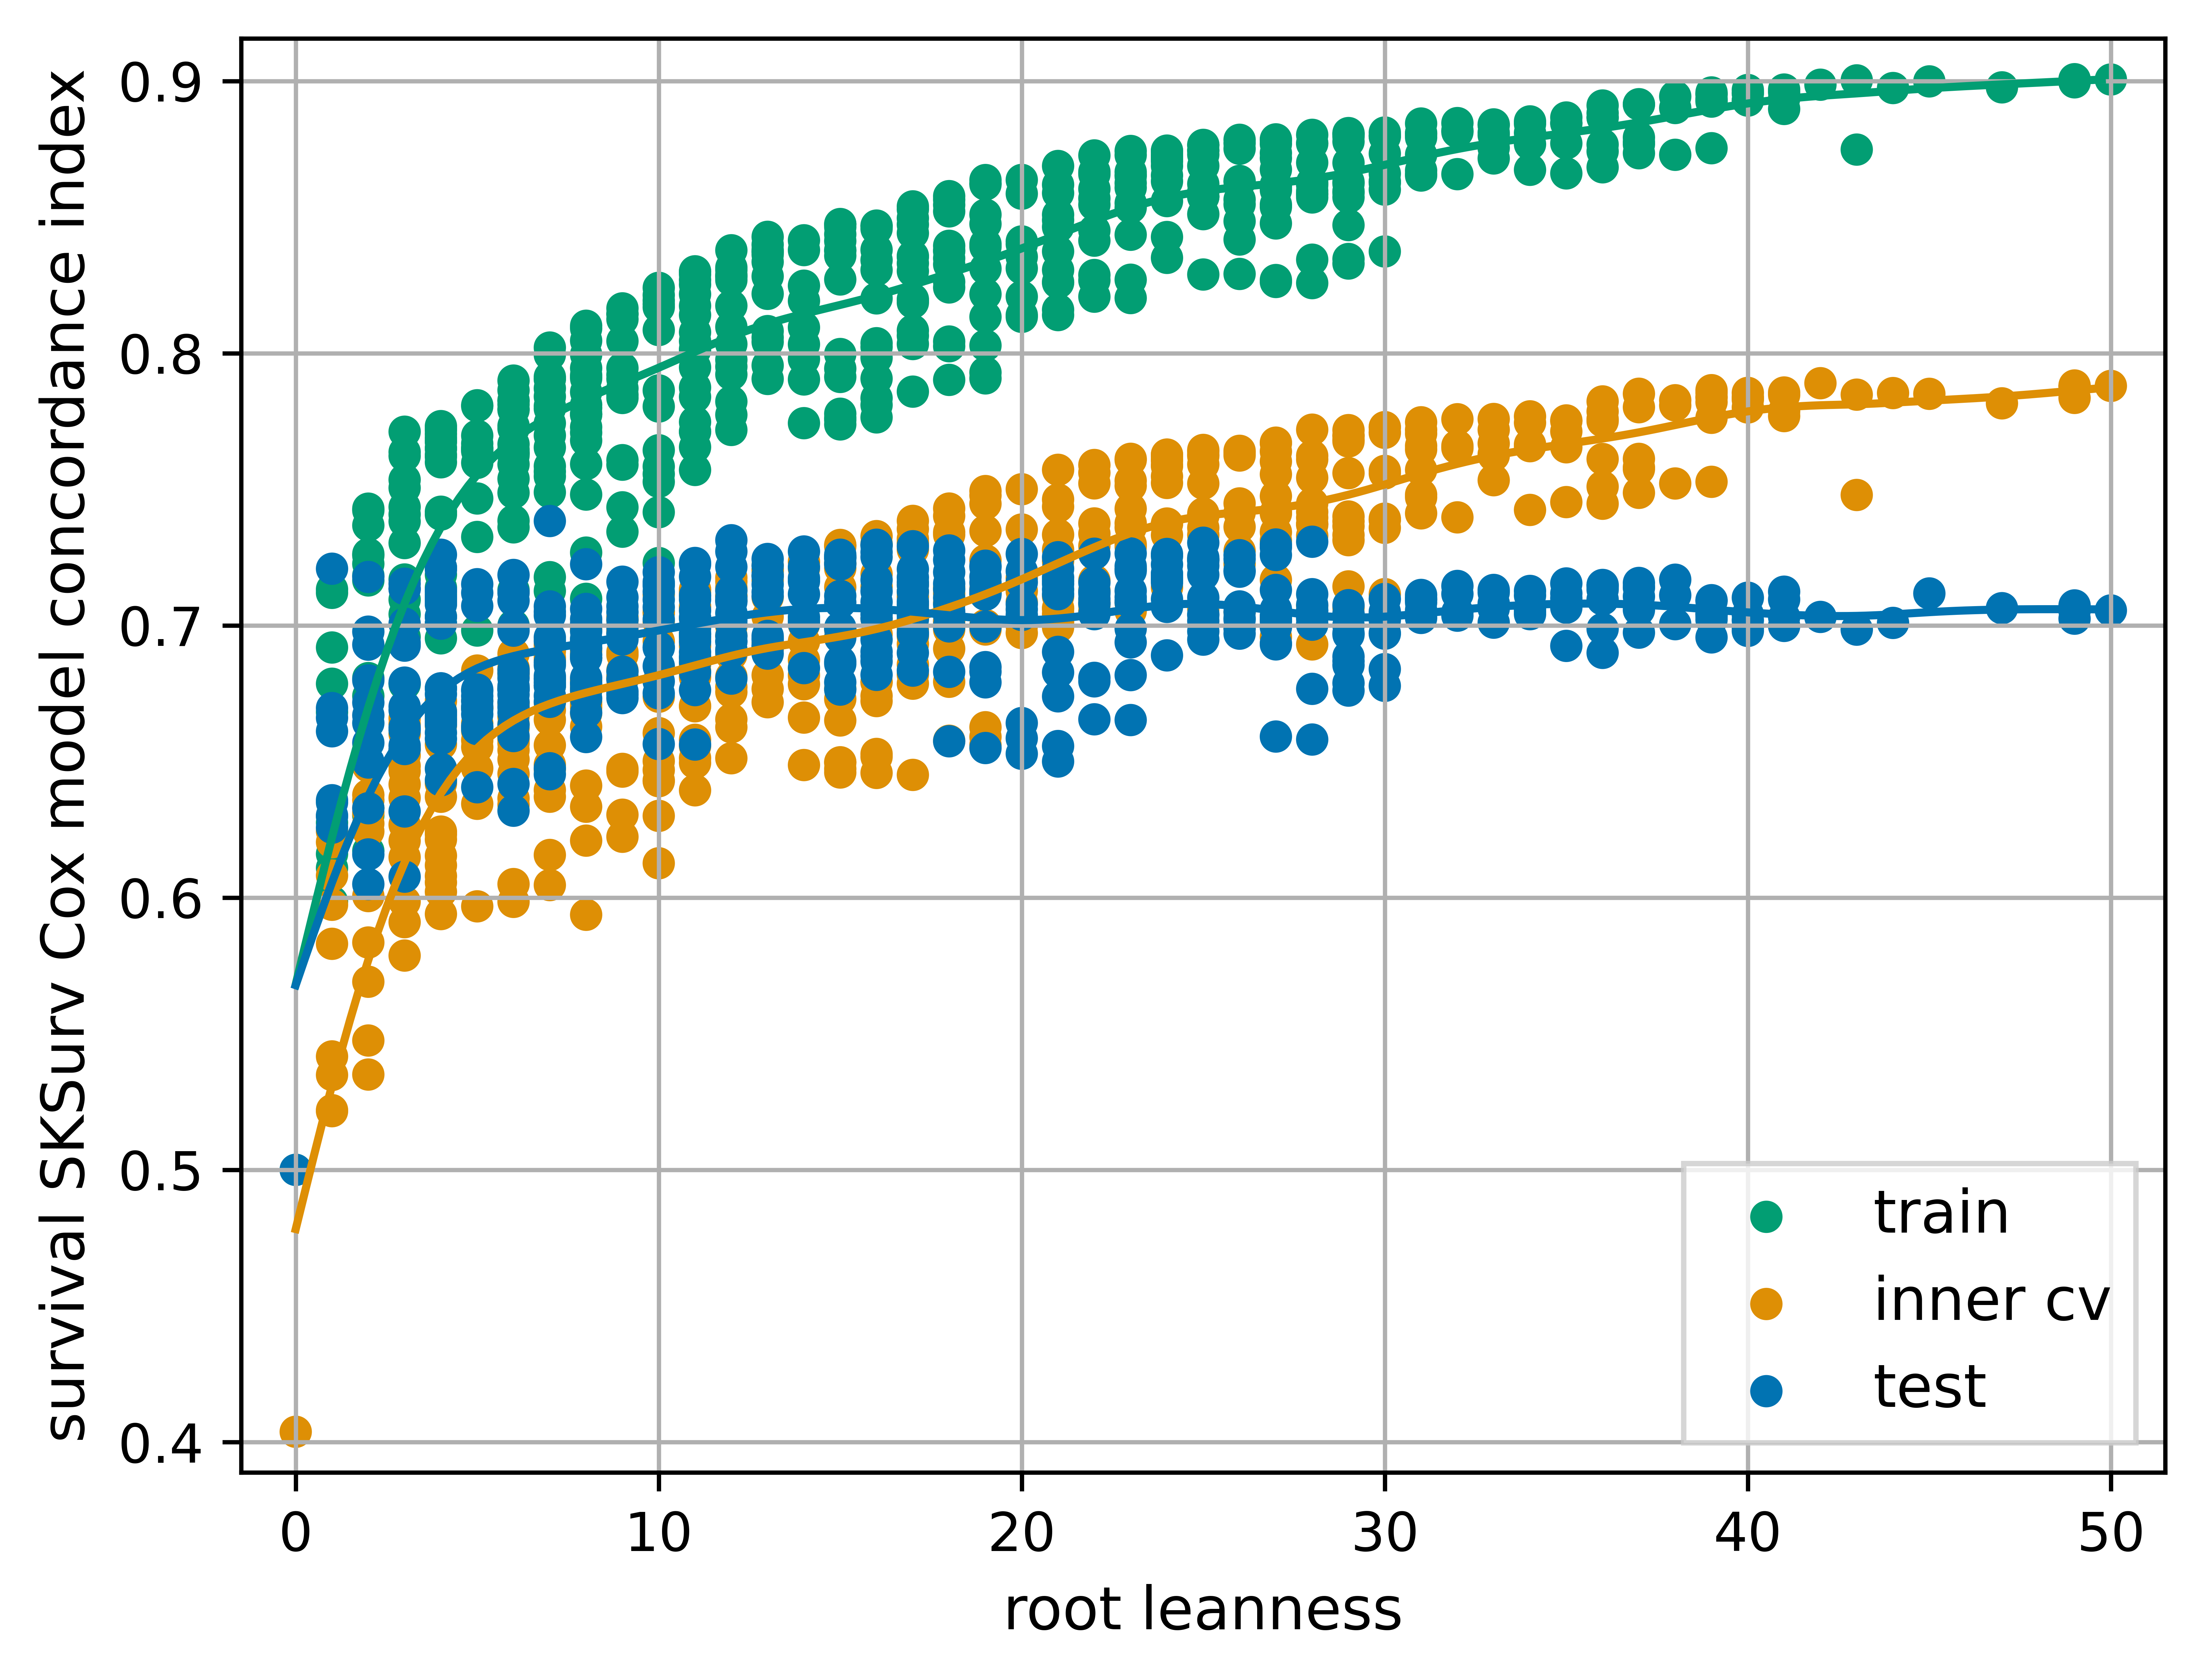 survival SKSurv Cox model concordance index
0.9
0.8
0.7
0.6
0.5
0.4
0 10 20 30 40 50
root leanness
train
inner cv
test